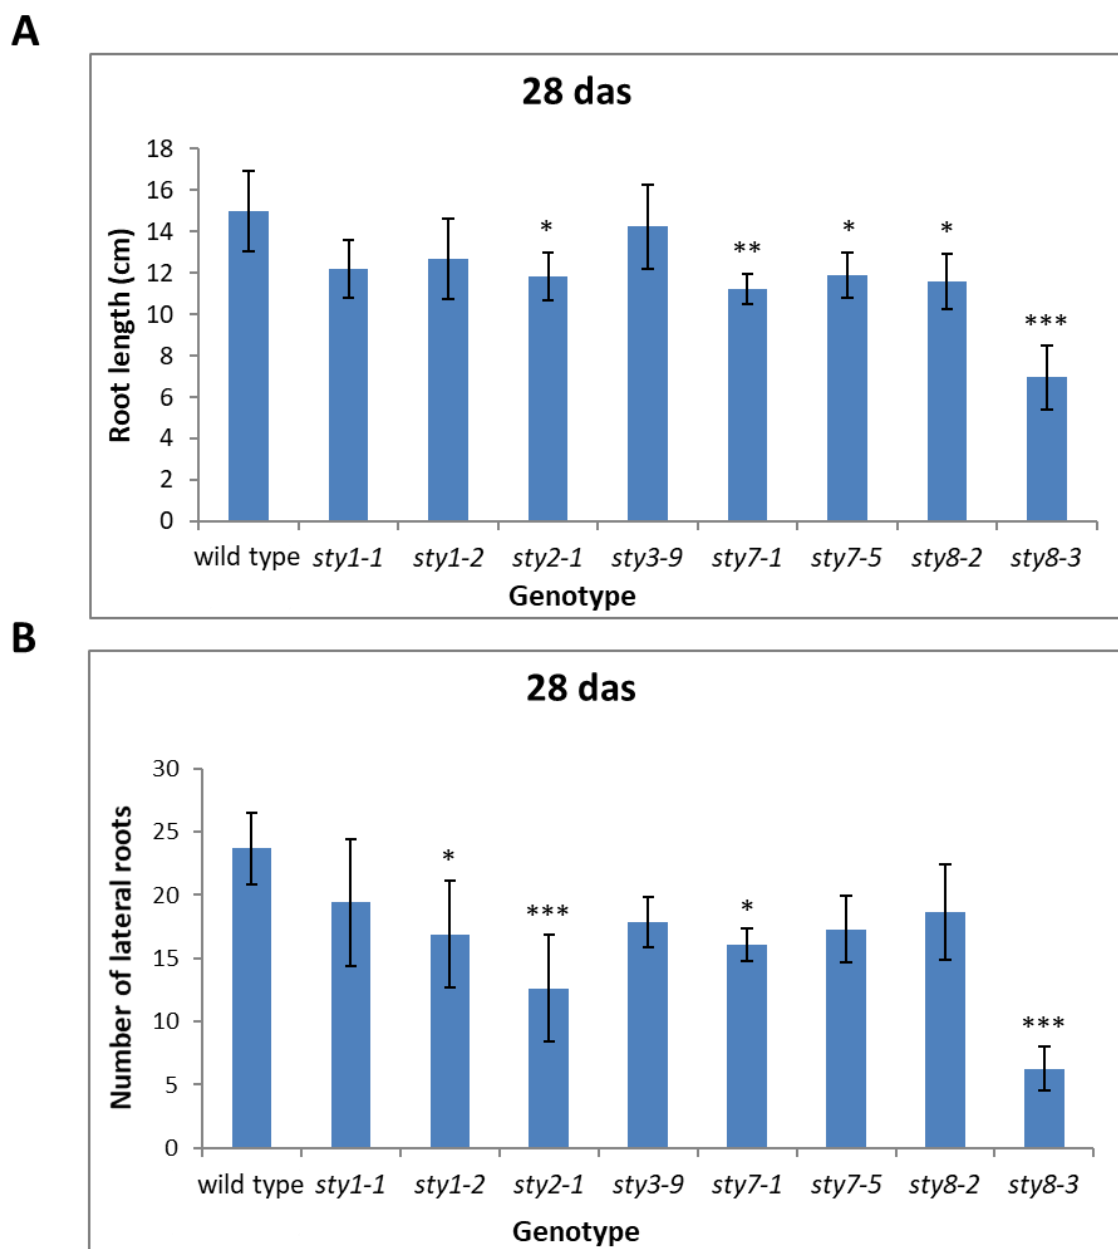 A
28 das
Root length (cm)
18
16
14
12
10
8
6
4
2
0
*
**
*
*
***
wild type sty1-1 sty1-2 sty2-1 sty3-9 sty7-1 sty7-5 sty8-2 sty8-3
Genotype
B
28 das
Number of lateral roots
30
25
20
15
10
5
0
*
***
*
***
wild type sty1-1 sty1-2 sty2-1 sty3-9 sty7-1 sty7-5 sty8-2 sty8-3
Genotype